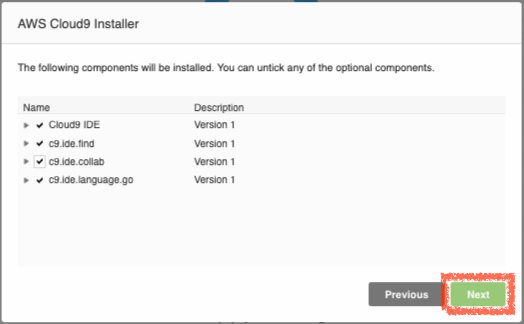 AWS Cloud9 Installer
The following components will be installed. You can untick any of the optional components.
Name Description
Cloud9 IDE Version 1
c9.ide.find Version 1
c9.ide.collab Version 1
c9.ide.language.go Version 1
Previous Next